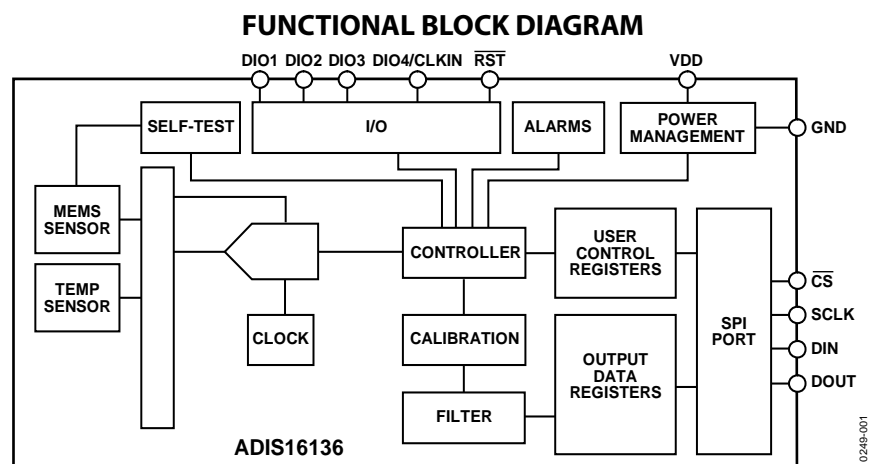 FUNCTIONAL BLOCK DIAGRAM
DIO1 DIO2 DIO3 DIO4/CLKIN RST VDD
SELF-TEST
I/O
ALARMS
POWER
MANAGEMENT
GND
MEMS
SENSOR
TEMP
SENSOR
CLOCK
CONTROLLER
CALIBRATION
FILTER
USER
CONTROL
REGISTERS
OUTPUT
DATA
REGISTERS
SPI
PORT
CS
SCLK
DIN
DOUT
ADIS16136
0249-001